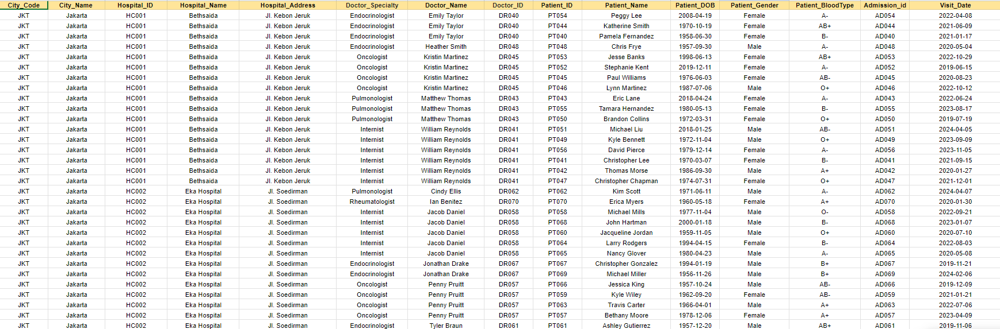 City_Code City_Name Hospital_ID Hospital_Name Hospital_Address Doctor_Specialty Doctor_Name Doctor_ID Patient_ID Patient_Name Patient_DOB Patient_Gender Patient_BloodType Admission_id Visit_Date
JKT Jakarta HC001 Bethsaida Jl. Kebon Jeruk Endocrinologist Emily Taylor DR040 PT054 Peggy Lee 2008-04-19 Female A- AD054 2022-04-08
JKT Jakarta HC001 Bethsaida Jl. Kebon Jeruk Endocrinologist Emily Taylor DR040 PT044 Katherine Smith 1970-10-19 Female AB+ AD044 2021-06-09
JKT Jakarta HC001 Bethsaida Jl. Kebon Jeruk Endocrinologist Emily Taylor DR040 PT040 Pamela Fernandez 1958-06-30 Female B- AD040 2021-01-17
JKT Jakarta HC001 Bethsaida Jl. Kebon Jeruk Endocrinologist Heather Smith DR048 PT048 Chris Frye 1957-09-30 Male A- AD048 2020-05-04
JKT Jakarta HC001 Bethsaida Jl. Kebon Jeruk Oncologist Kristin Martinez DR045 PT053 Jesse Banks 1998-06-13 Female AB+ AD053 2022-10-29
JKT Jakarta HC001 Bethsaida Jl. Kebon Jeruk Oncologist Kristin Martinez DR045 PT052 Stephanie Kent 2019-12-11 Female A- AD052 2019-06-15
JKT Jakarta HC001 Bethsaida Jl. Kebon Jeruk Oncologist Kristin Martinez DR045 PT045 Paul Williams 1976-06-03 Female AB- AD045 2020-08-23
JKT Jakarta HC001 Bethsaida Jl. Kebon Jeruk Oncologist Kristin Martinez DR045 PT046 Lynn Martinez 1987-07-06 Male O+ AD046 2022-10-12
JKT Jakarta HC001 Bethsaida Jl. Kebon Jeruk Pulmonologist Matthew Thomas DR043 PT043 Eric Lane 2018-04-24 Female A- AD043 2022-06-24
JKT Jakarta HC001 Bethsaida Jl. Kebon Jeruk Pulmonologist Matthew Thomas DR043 PT055 Tamara Hernandez 1980-05-13 Female B- AD055 2023-08-17
JKT Jakarta HC001 Bethsaida Jl. Kebon Jeruk Pulmonologist Matthew Thomas DR043 PT050 Brandon Collins 1972-03-31 Female O+ AD050 2019-07-19
JKT Jakarta HC001 Bethsaida Jl. Kebon Jeruk Internist William Reynolds DR041 PT051 Michael Liu 2018-01-25 Male AB- AD051 2024-04-05
JKT Jakarta HC001 Bethsaida Jl. Kebon Jeruk Internist William Reynolds DR041 PT049 Kyle Bennett 1972-11-04 Male O+ AD049 2023-09-09
JKT Jakarta HC001 Bethsaida Jl. Kebon Jeruk Internist William Reynolds DR041 PT056 David Pierce 1979-12-14 Female A- AD056 2023-11-05
JKT Jakarta HC001 Bethsaida Jl. Kebon Jeruk Internist William Reynolds DR041 PT041 Christopher Lee 1970-03-07 Female B- AD041 2021-09-15
JKT Jakarta HC001 Bethsaida Jl. Kebon Jeruk Internist William Reynolds DR041 PT042 Thomas Morse 1986-09-30 Male A+ AD042 2020-01-27
JKT Jakarta HC001 Bethsaida Jl. Kebon Jeruk Internist William Reynolds DR041 PT047 Christopher Chapman 1974-07-31 Female O+ AD047 2021-12-01
JKT Jakarta HC002 Eka Hospital Jl. Soedirman Pulmonologist Cindy Ellis DR062 PT062 Kim Scott 1971-06-11 Male A- AD062 2024-04-07
JKT Jakarta HC002 Eka Hospital Jl. Soedirman Rheumatologist Ian Benitez DR070 PT070 Erica Myers 1960-05-18 Female A+ AD070 2020-01-30
JKT Jakarta HC002 Eka Hospital Jl. Soedirman Internist Jacob Daniel DR058 PT058 Michael Mills 1977-11-04 Male O- AD058 2022-09-21
JKT Jakarta HC002 Eka Hospital Jl. Soedirman Internist Jacob Daniel DR058 PT068 John Hartman 2000-01-18 Male B- AD068 2023-01-07
JKT Jakarta HC002 Eka Hospital Jl. Soedirman Internist Jacob Daniel DR058 PT060 Jacqueline Jordan 1959-11-05 Male O+ AD060 2020-07-10
JKT Jakarta HC002 Eka Hospital Jl. Soedirman Internist Jacob Daniel DR058 PT064 Larry Rodgers 1994-04-15 Female B- AD064 2022-08-03
JKT Jakarta HC002 Eka Hospital Jl. Soedirman Internist Jacob Daniel DR058 PT065 Nancy Glover 1980-04-23 Male A- AD065 2020-05-08
JKT Jakarta HC002 Eka Hospital Jl. Soedirman Endocrinologist Jonathan Drake DR067 PT067 Christopher Gonzalez 1994-01-19 Male B+ AD067 2019-11-21
JKT Jakarta HC002 Eka Hospital Jl. Soedirman Endocrinologist Jonathan Drake DR067 PT069 Michael Miller 1956-11-26 Male B+ AD069 2024-02-06
JKT Jakarta HC002 Eka Hospital Jl. Soedirman Oncologist Penny Pruitt DR057 PT066 Jessica King 1957-10-24 Male AB- AD066 2019-12-09
JKT Jakarta HC002 Eka Hospital Jl. Soedirman Oncologist Penny Pruitt DR057 PT059 Kyle Wiley 1962-09-20 Female AB- AD059 2021-01-21
JKT Jakarta HC002 Eka Hospital Jl. Soedirman Oncologist Penny Pruitt DR057 PT063 Travis Carter 1966-04-01 Male A+ AD063 2022-07-06
JKT Jakarta HC002 Eka Hospital Jl. Soedirman Oncologist Penny Pruitt DR057 PT057 Bethany Moore 1978-12-06 Female A+ AD057 2023-04-09
JKT Jakarta HC002 Eka Hospital Jl. Soedirman Endocrinologist Tyler Braun DR061 PT061 Ashley Gutierrez 1957-12-20 Male AB+ AD061 2019-11-06